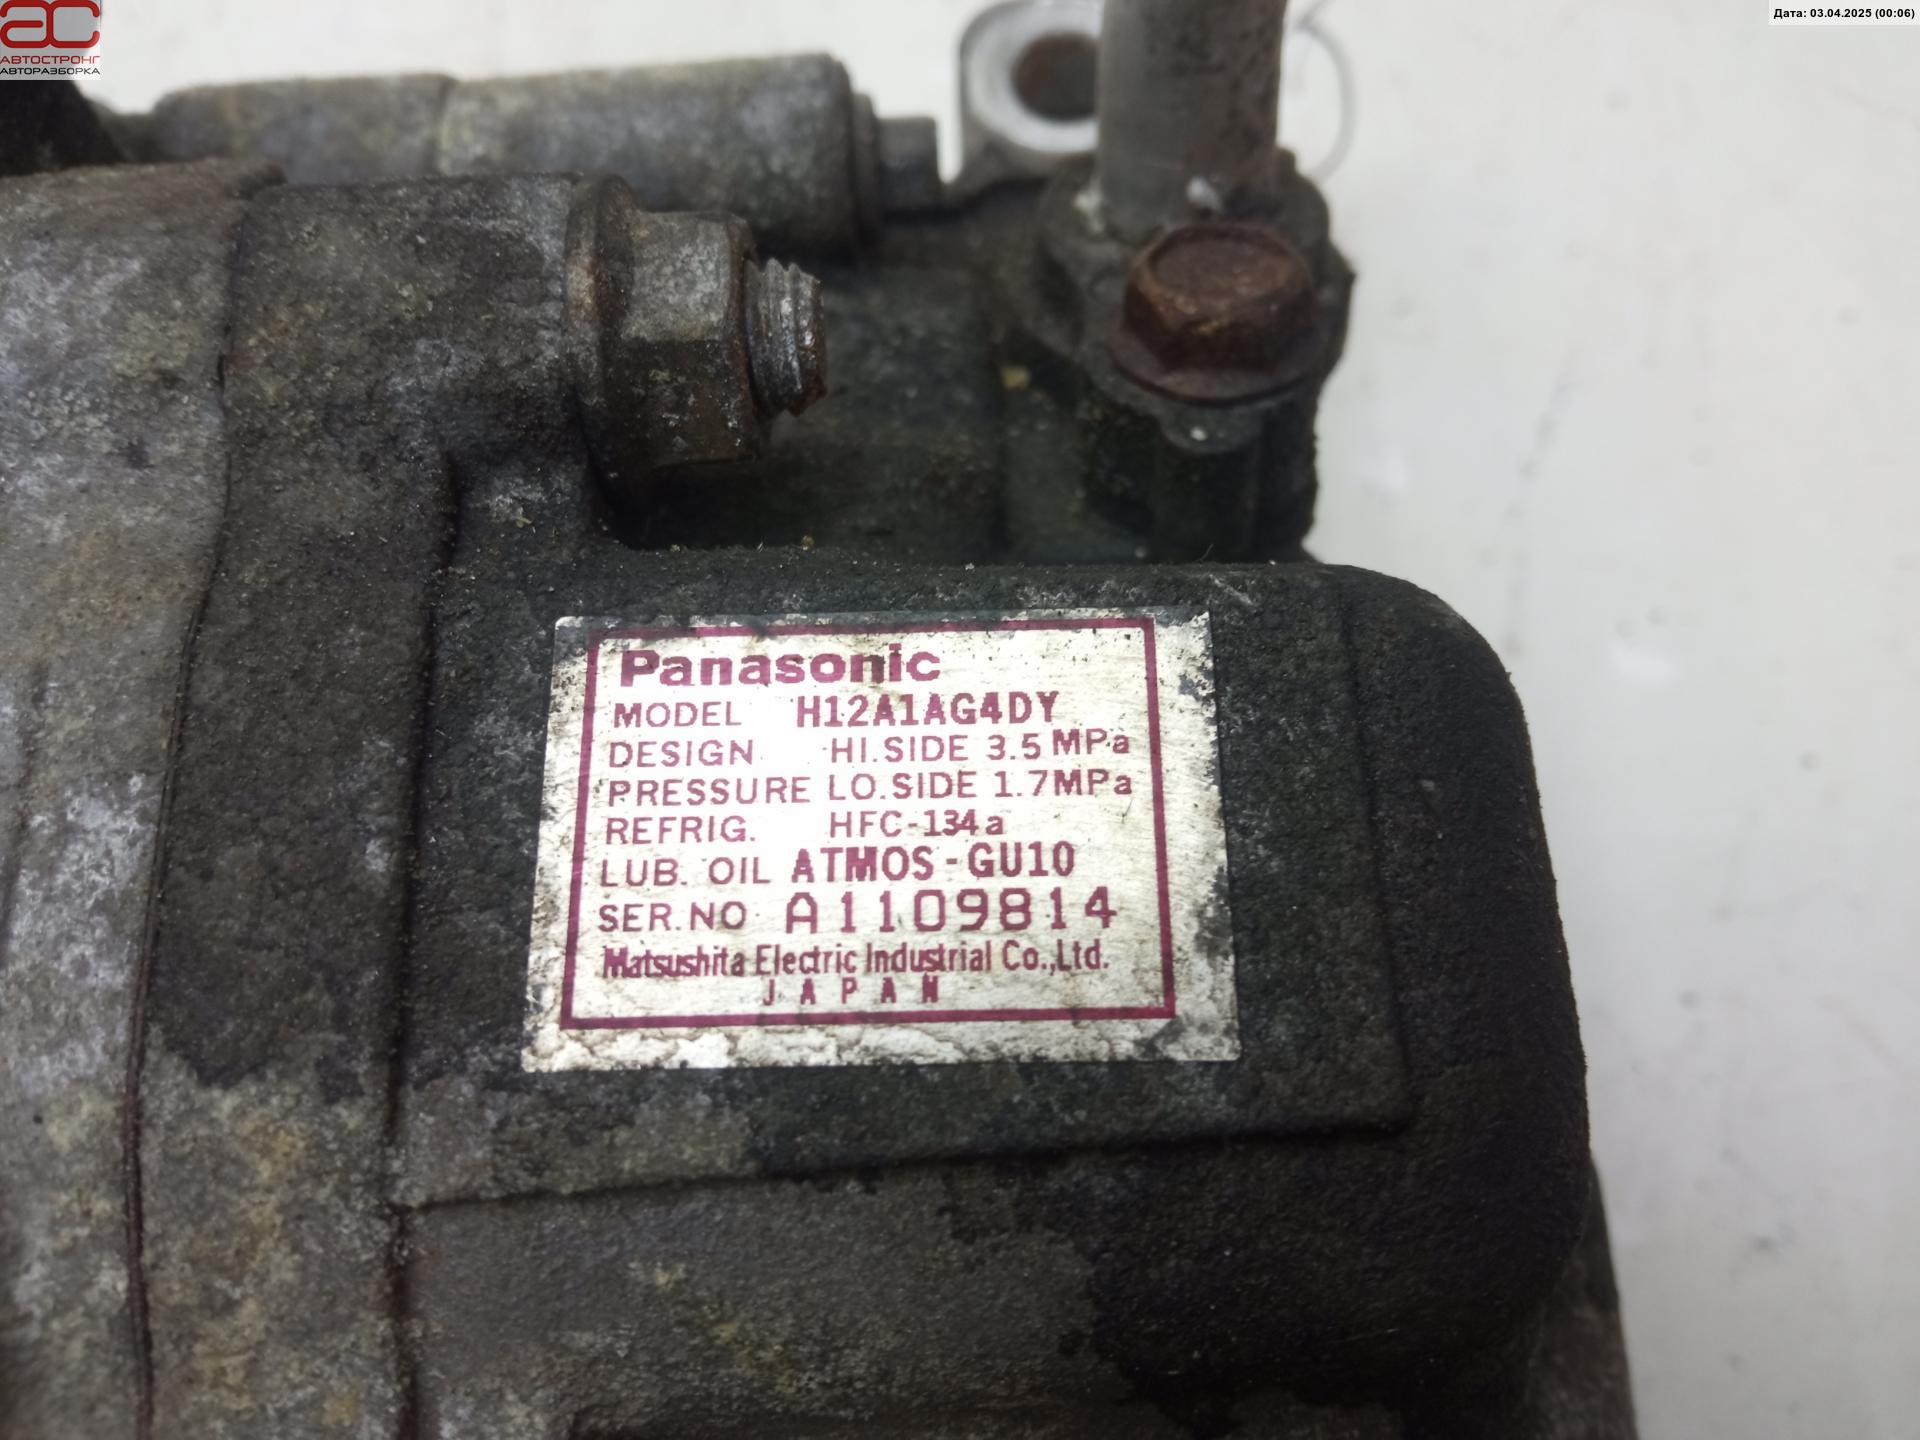 АС
АВТОСТРОНГ
АВТОРАЗБОРКА
Дата: 03.04.2025 (00:06)
Panasonic
MODEL H12A1AG4DY
DESIGN HI.SIDE 3.5 MPa
PRESSURE LO.SIDE 1.7MPa
REFRIG. HFC-134a
LUB. OIL ATMOS-GU10
SER.NO A1109814
Matsushita Electric Industrial Co.,Ltd.
JAPAN